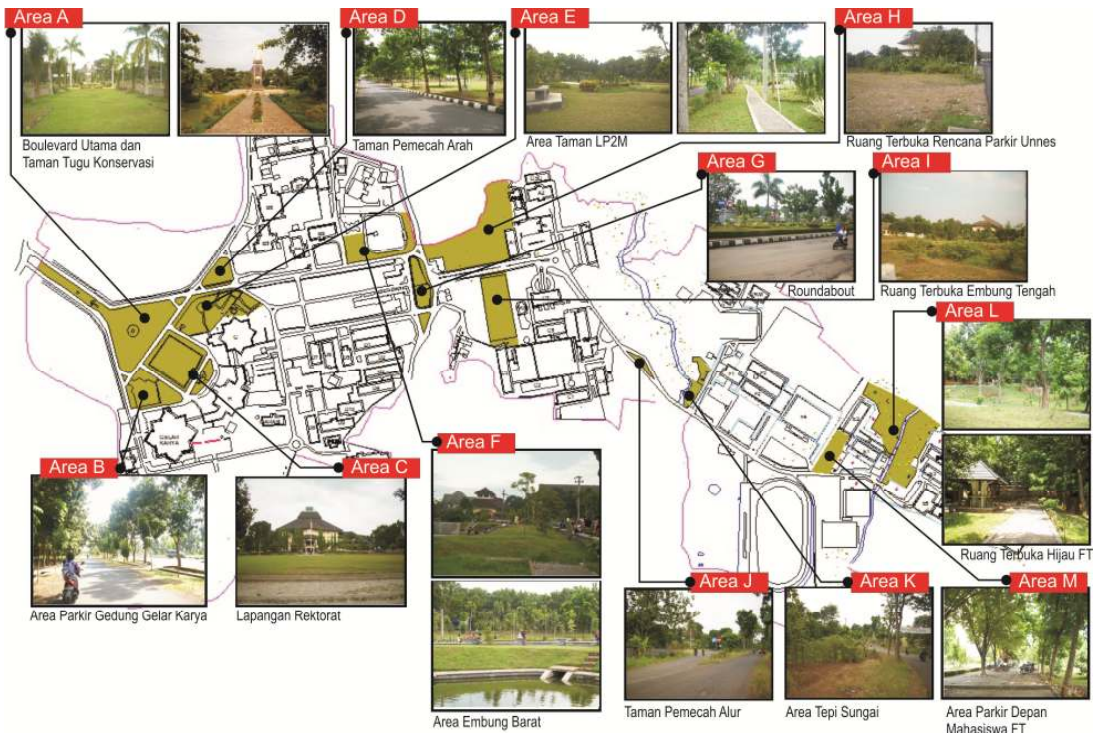 Area A
Area D
Area E
Area H
Boulevard Utama dan
Taman Tugu Konservasi
Taman Pemecah Arah
Area Taman LP2M
Ruang Terbuka Rencana Parkir Unnes
Area G
Area I
Roundabout
Ruang Terbuka Embung Tengah
Area L
Area F
Area B
Area C
Ruang Terbuka Hijau FT
Area Parkir Gedung Gelar Karya
Lapangan Rektorat
Area J
Area K
Area M
Area Embung Barat
Taman Pemecah Alur
Area Tepi Sungai
Area Parkir Depan
Mahasiswa FT